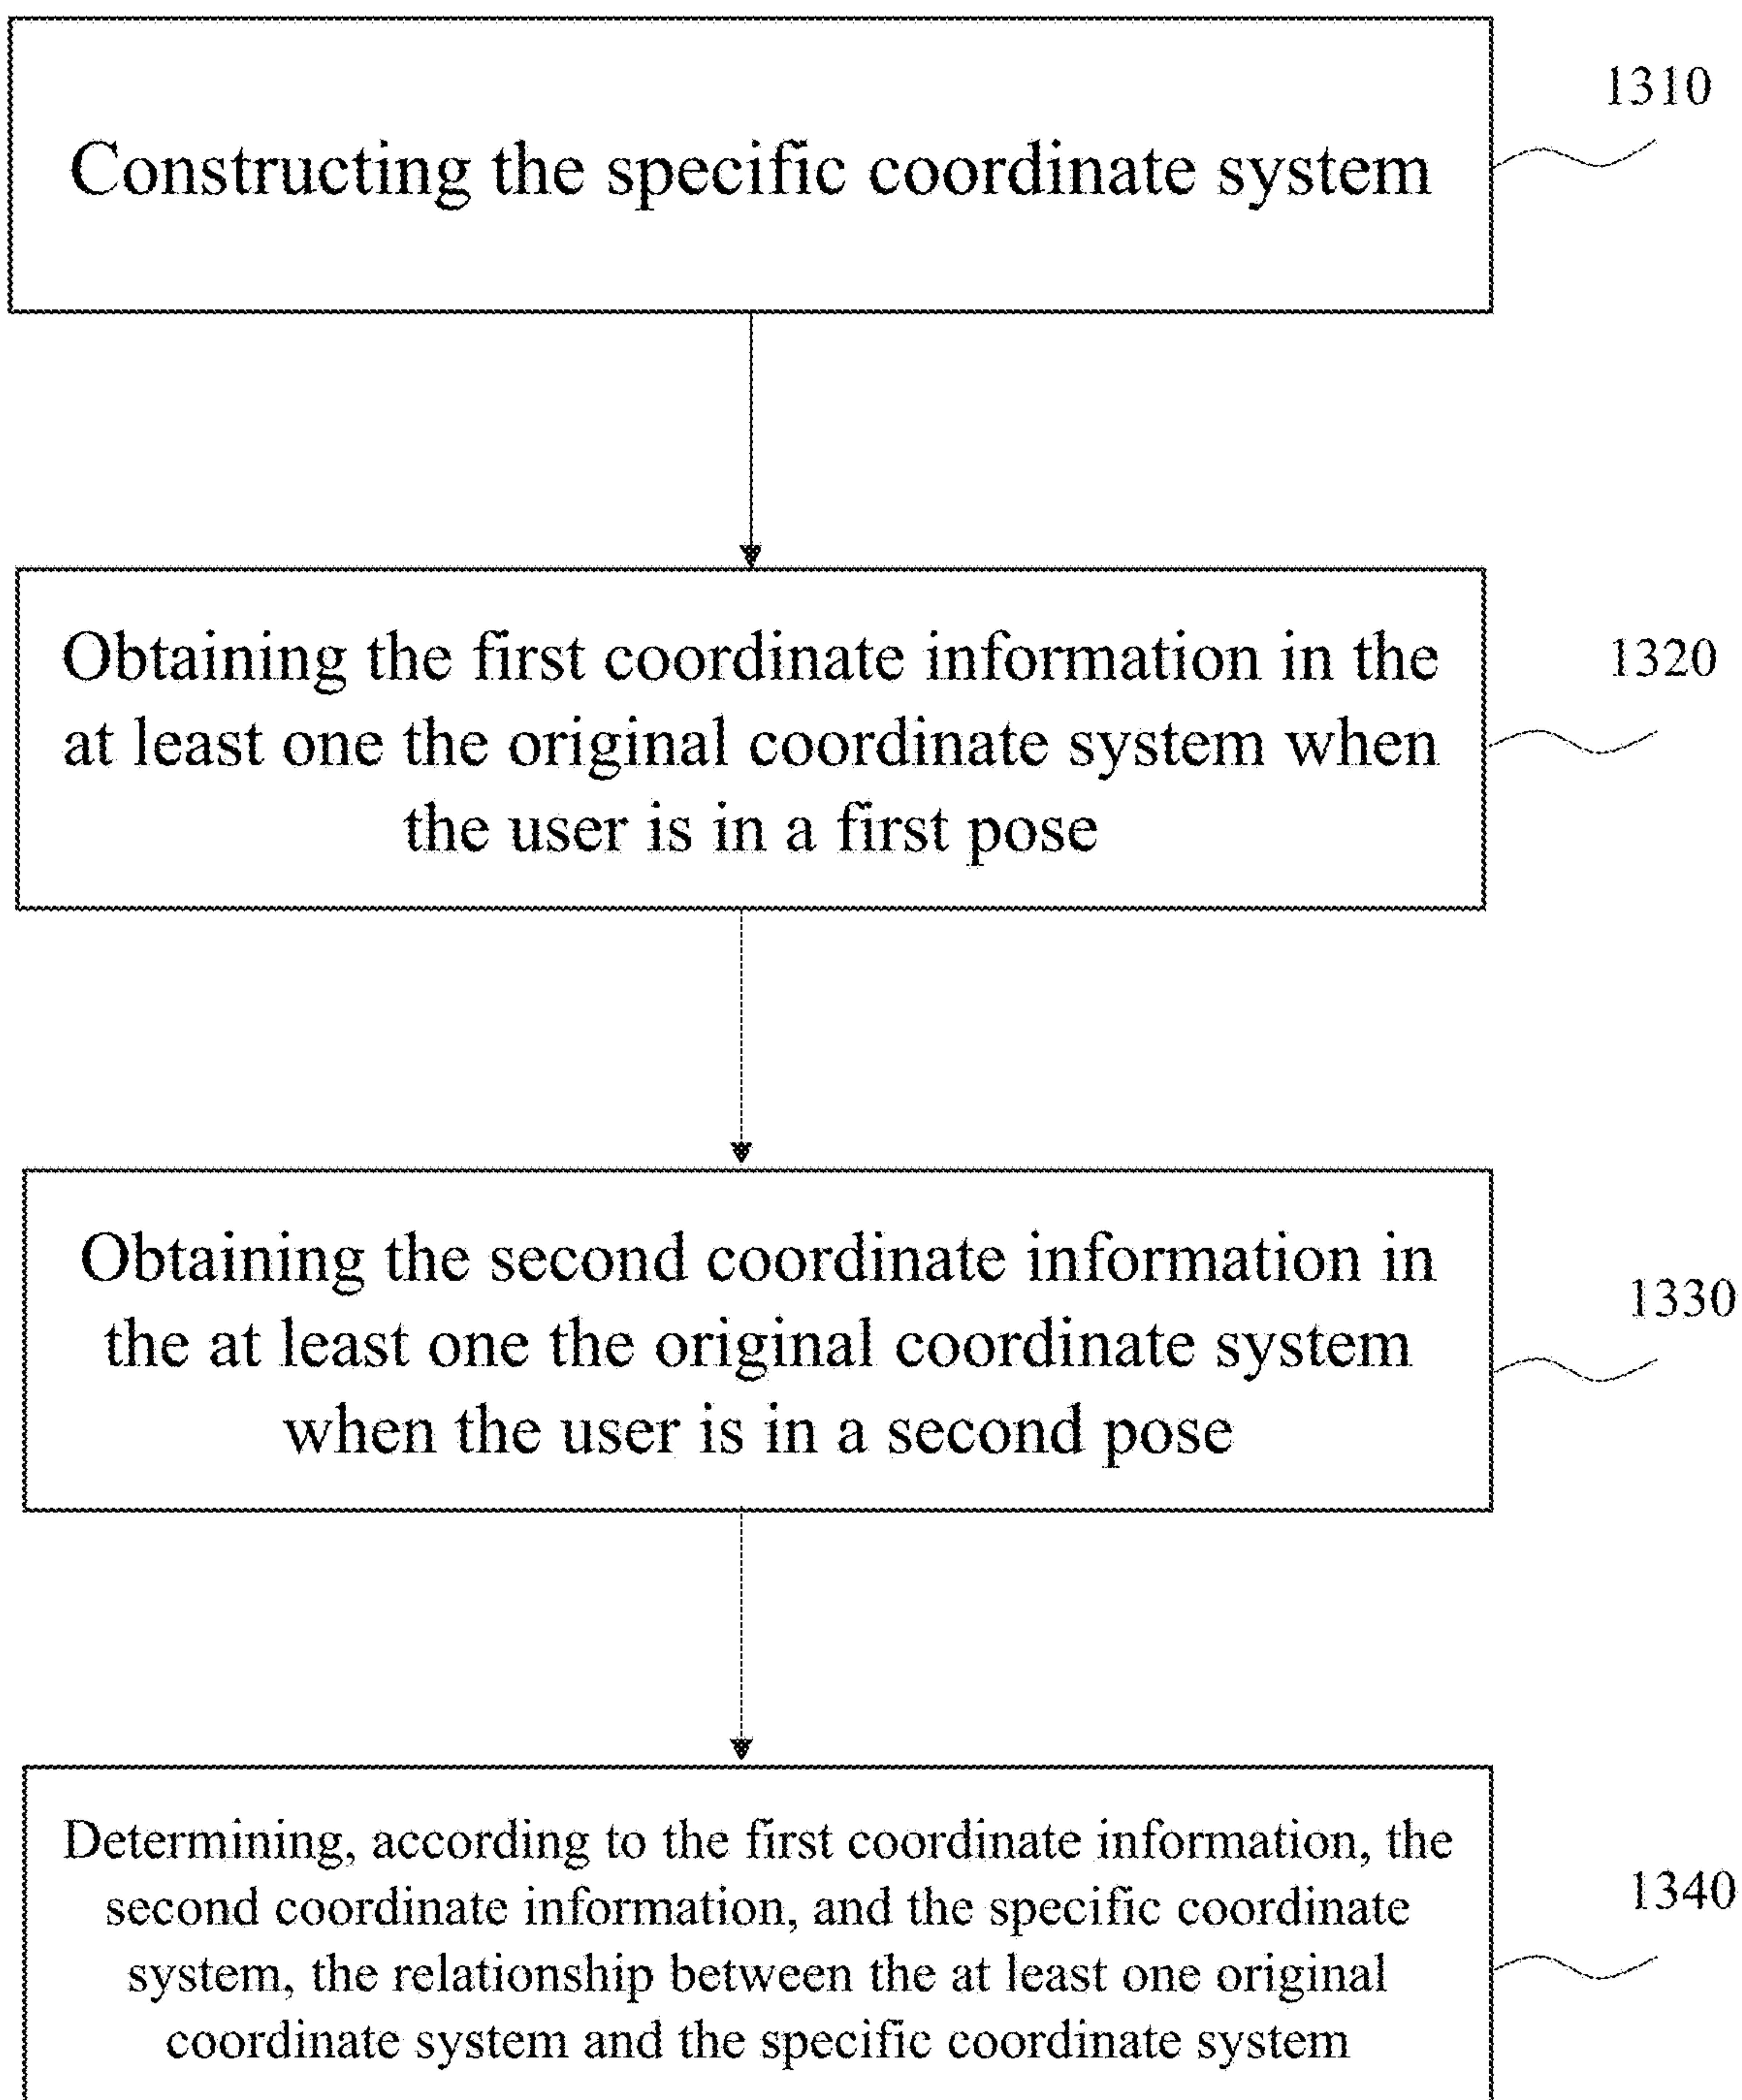 Constructing the specific coordinate system
1310
Obtaining the first coordinate information in the
at least one the original coordinate system when
the user is in a first pose
1320
Obtaining the second coordinate information in
the at least one the original coordinate system
when the user is in a second pose
1330
Determining, according to the first coordinate information, the
second coordinate information, and the specific coordinate
system, the relationship between the at least one original
coordinate system and the specific coordinate system
1340